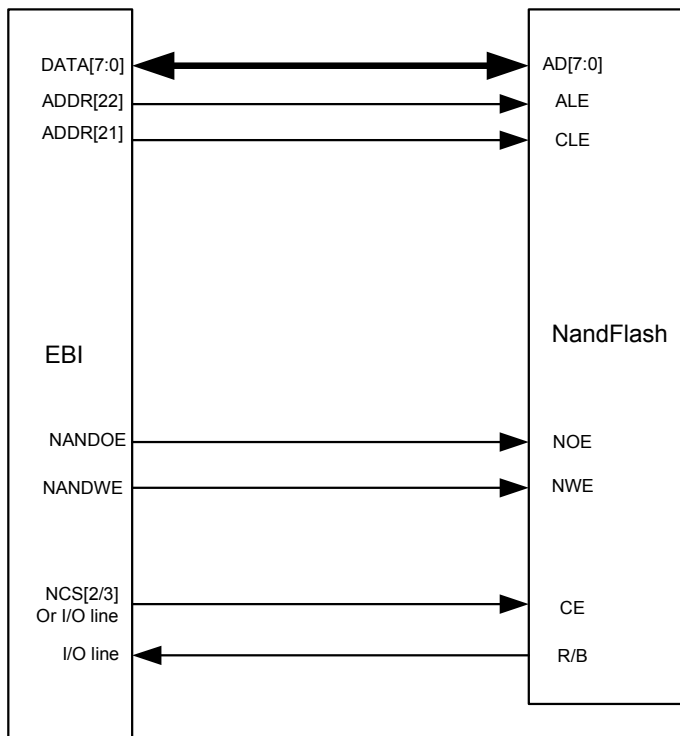 DATA[7:0] AD[7:0]
ADDR[22] ALE
ADDR[21] CLE
EBI NandFlash
NANDOE NOE
NANDWE NWE
NCS[2/3]
Or I/O line CE
I/O line R/B